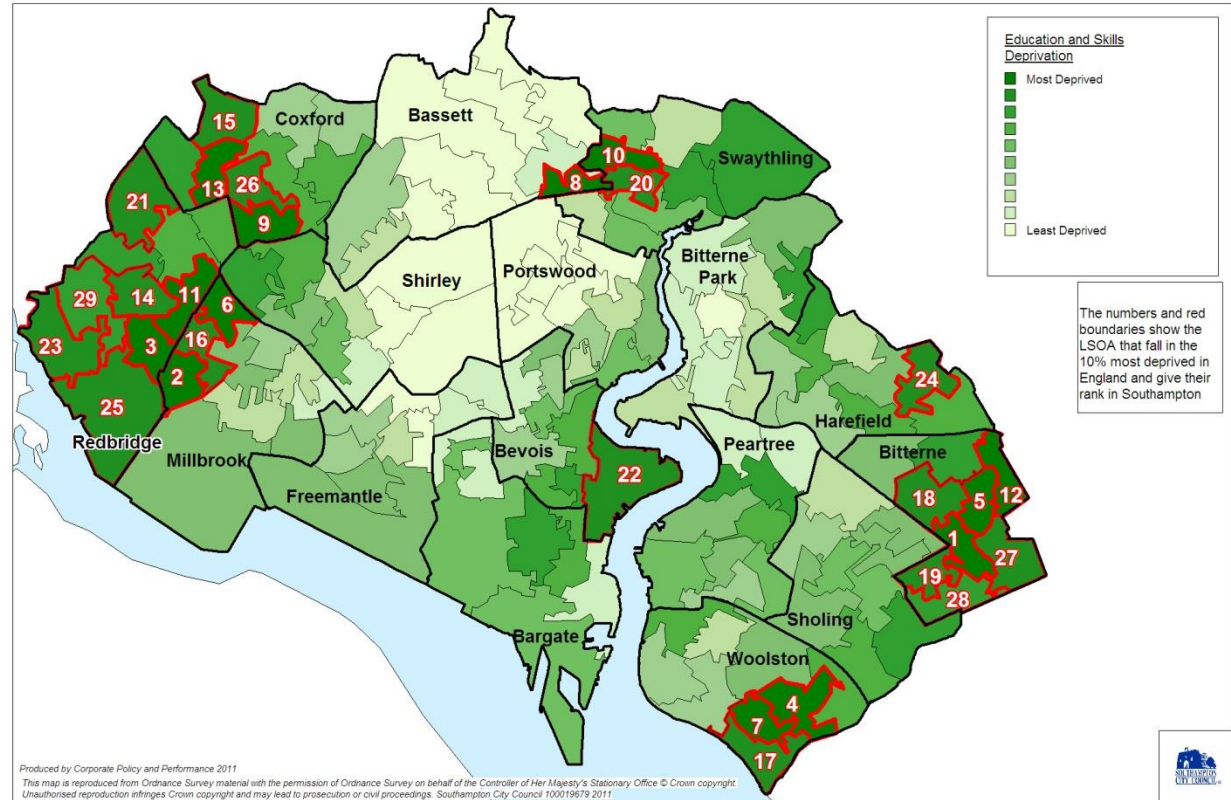 Education and Skills
Deprivation
Most Deprived
Least Deprived
The numbers and red
boundaries show the
LSOA that fall in the
10% most deprived in
England and give their
rank in Southampton
Coxford
Bassett
Swaythling
15
10
8
20
13
26
21
9
Shirley
Portswood
Bitterne
Park
29
14
11
6
23
3
16
2
24
25
Harefield
Redbridge
Millbrook
Bevois
Peartree
Bitterne
Freemantle
22
18
5
12
1
27
19
28
Sholing
Bargate
Woolston
4
7
17
Produced by Corporate Policy and Performance 2011
This map is reproduced from Ordnance Survey material with the permission of Ordnance Survey on behalf of the Controller of Her Majesty's Stationary Office © Crown copyright.
Unauthorised reproduction infringes Crown copyright and may lead to prosecution or civil proceedings. Southampton City Council 100019679 2011
SOUTHAMPTON
CITY COUNCIL